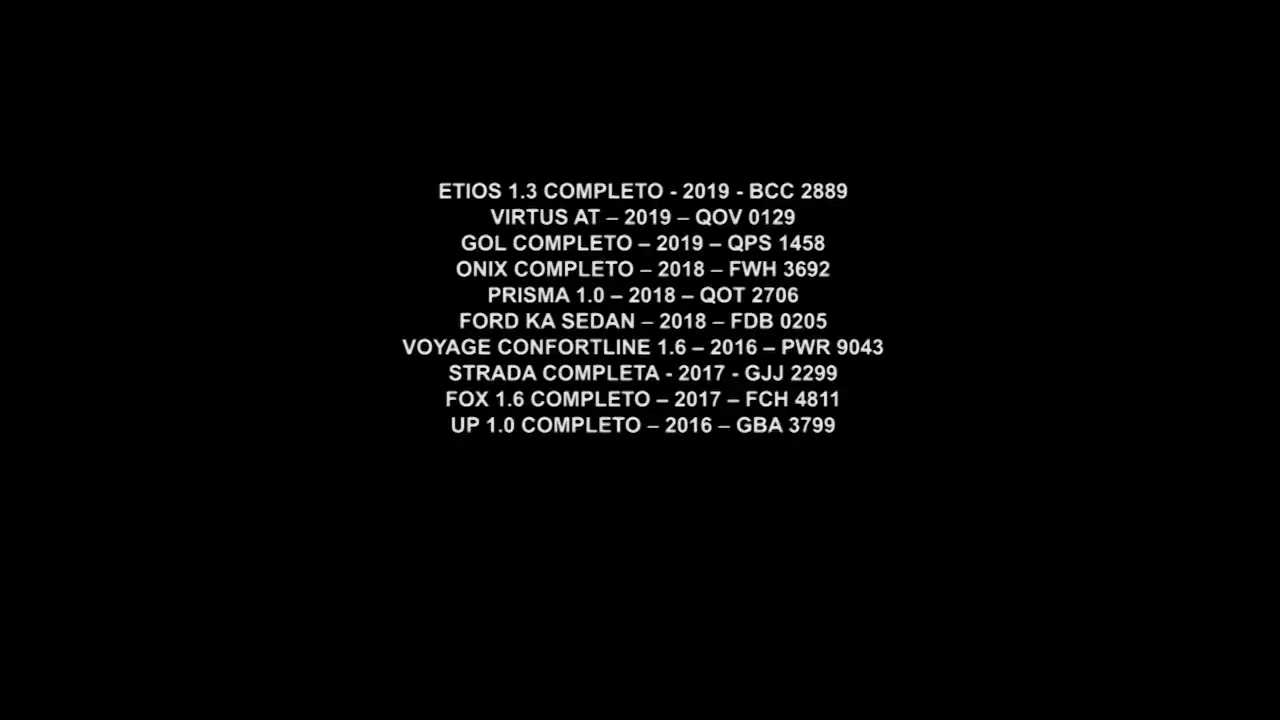 ETIOS 1.3 COMPLETO - 2019 - BCC 2889
VIRTUS AT – 2019 – QOV 0129
GOL COMPLETO – 2019 – QPS 1458
ONIX COMPLETO – 2018 – FWH 3692
PRISMA 1.0 – 2018 – QOT 2706
FORD KA SEDAN – 2018 – FDB 0205
VOYAGE CONFORTLINE 1.6 – 2016 – PWR 9043
STRADA COMPLETA - 2017 - GJJ 2299
FOX 1.6 COMPLETO – 2017 – FCH 4811
UP 1.0 COMPLETO – 2016 – GBA 3799